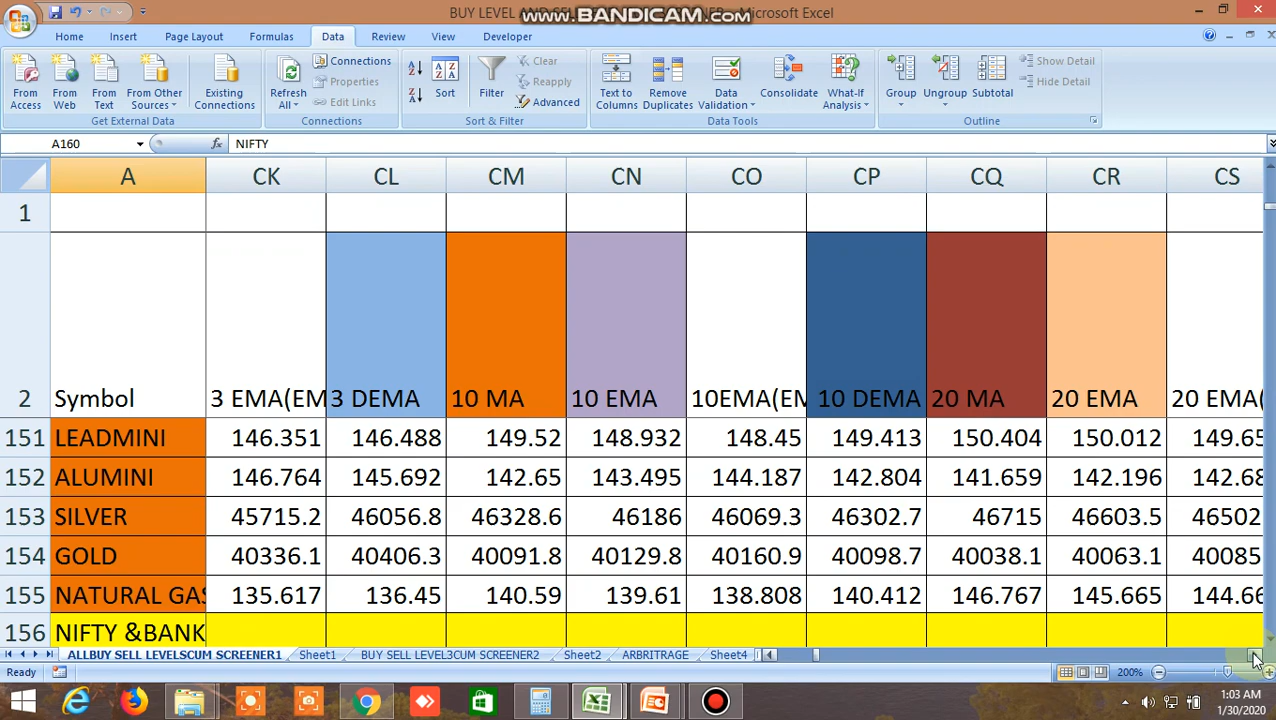 BUY LEVEL AND SEL
www.BANDICAM.com
Microsoft Excel
Home Insert Page Layout Formulas Data Review View Developer
From Access
From Web
From Text
From Other Sources
Existing Connections
Get External Data
Refresh All
Connections
Properties
Edit Links
Connections
Sort
Filter
Clear
Reapply
Advanced
Sort & Filter
Text to Columns
Remove Duplicates
Data Validation
Consolidate
What-If Analysis
Data Tools
Group
Ungroup
Subtotal
Show Detail
Hide Detail
Outline
A160 fx NIFTY
A CK CL CM CN CO CP CQ CR CS
1
2 Symbol 3 EMA(EM 3 DEMA 10 MA 10 EMA 10EMA(EM 10 DEMA 20 MA 20 EMA 20 EMA(
151 LEADMINI 146.351 146.488 149.52 148.932 148.45 149.413 150.404 150.012 149.65
152 ALUMINI 146.764 145.692 142.65 143.495 144.187 142.804 141.659 142.196 142.68
153 SILVER 45715.2 46056.8 46328.6 46186 46069.3 46302.7 46715 46603.5 46502
154 GOLD 40336.1 40406.3 40091.8 40129.8 40160.9 40098.7 40038.1 40063.1 40085
155 NATURAL GAS 135.617 136.45 140.59 139.61 138.808 140.412 146.767 145.665 144.66
156 NIFTY &BANK
ALLBUY SELL LEVELSCUM SCREENER1 Sheet1 BUY SELL LEVEL3CUM SCREENER2 Sheet2 ARBRITRAGE Sheet4
Ready 200%
1:03 AM
1/30/2020